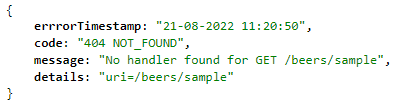 {
errrorTimestamp: "21-08-2022 11:20:50",
code: "404 NOT_FOUND",
message: "No handler found for GET /beers/sample",
details: "uri=/beers/sample"
}